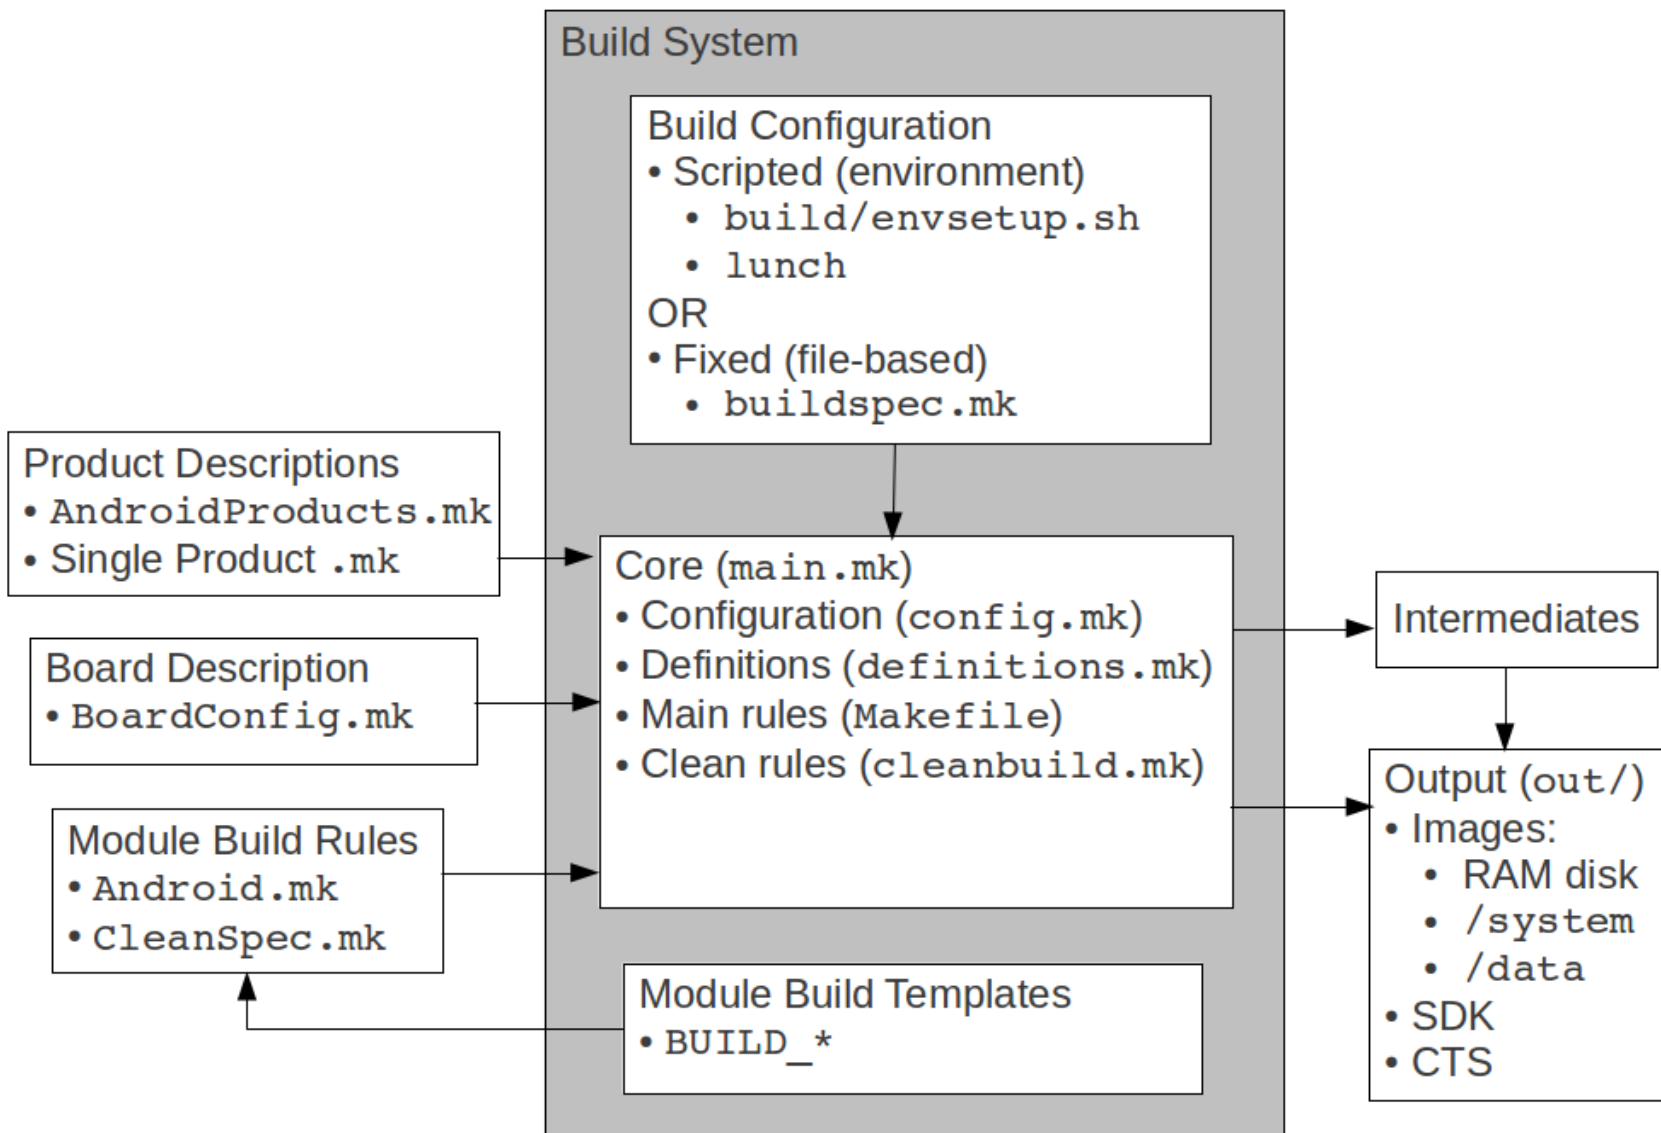 Build System
Build Configuration
• Scripted (environment)
• build/envsetup.sh
• lunch
OR
• Fixed (file-based)
• buildspec.mk
Product Descriptions
• AndroidProducts.mk
• Single Product .mk
Board Description
• BoardConfig.mk
Module Build Rules
• Android.mk
• CleanSpec.mk
Core (main.mk)
• Configuration (config.mk)
• Definitions (definitions.mk)
• Main rules (Makefile)
• Clean rules (cleanbuild.mk)
Module Build Templates
• BUILD_*
Intermediates
Output (out/)
• Images:
• RAM disk
• /system
• /data
• SDK
• CTS